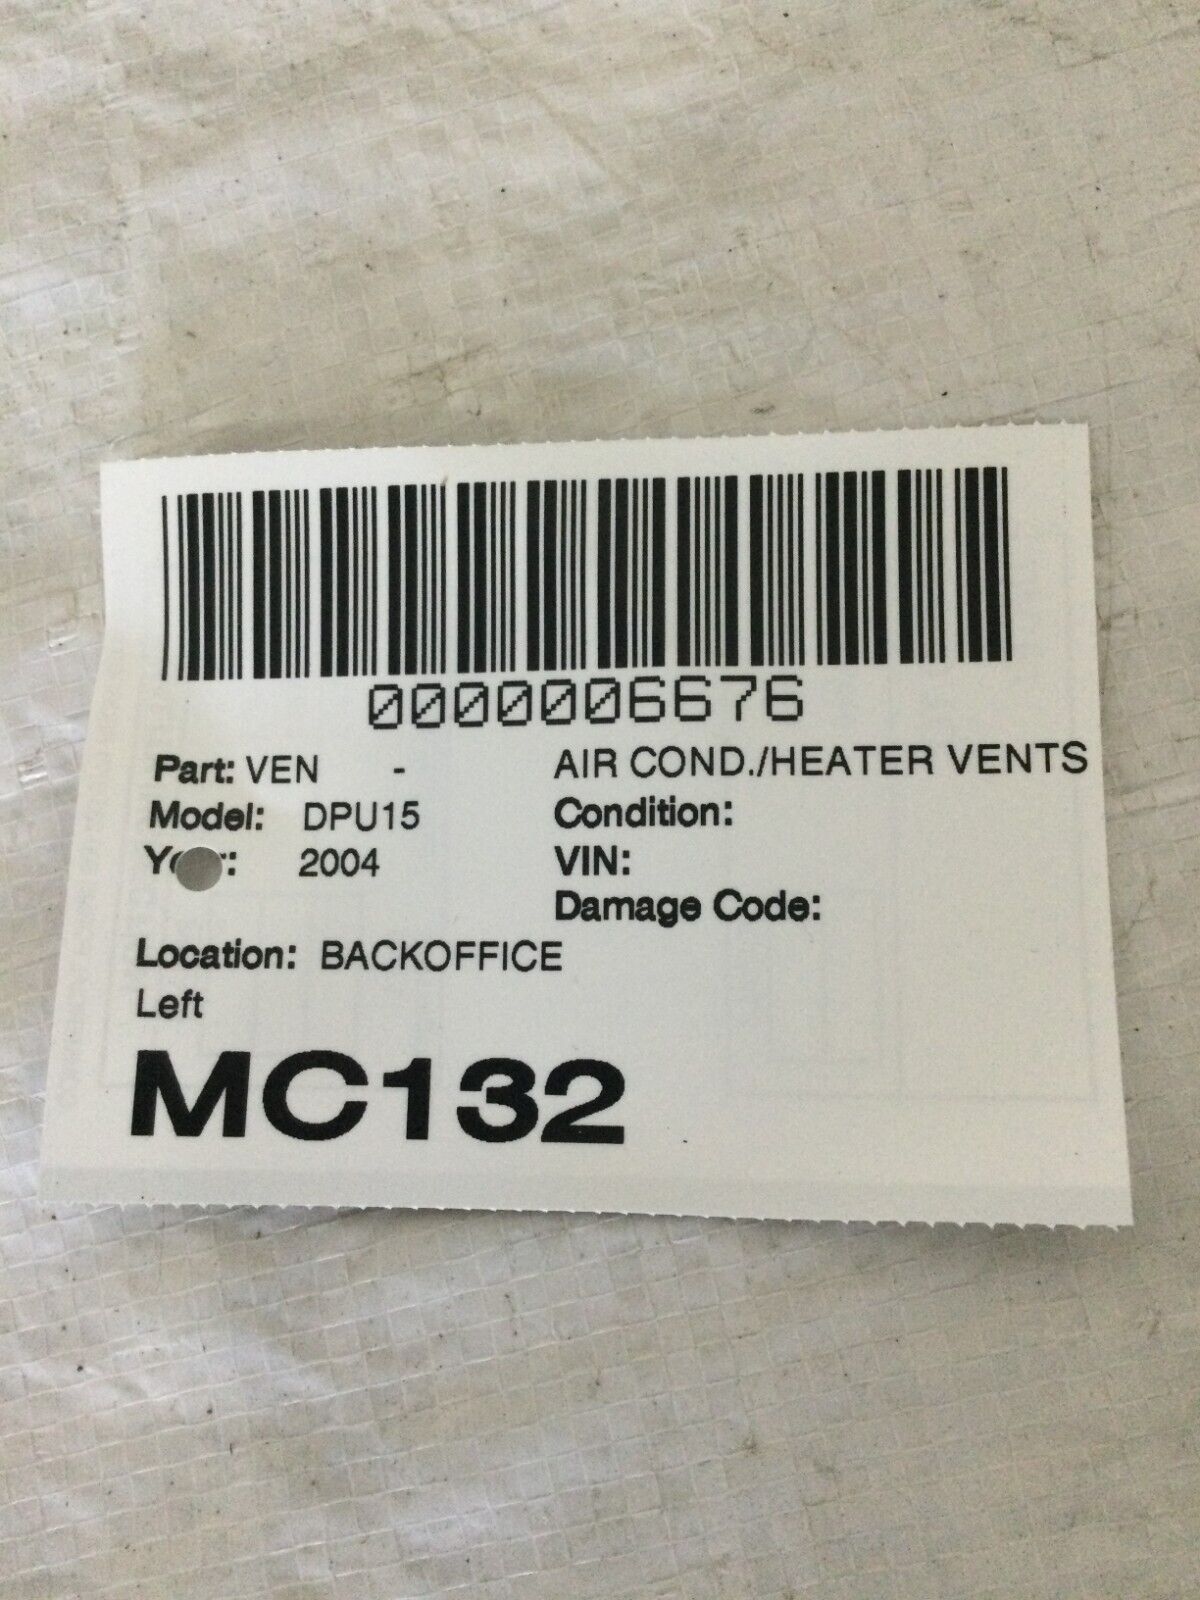 0000006676
Part: VEN - AIR COND./HEATER VENTS
Model: DPU15 Condition:
2004 VIN:
Damage Code:
Location: BACKOFFICE
Left
MC132